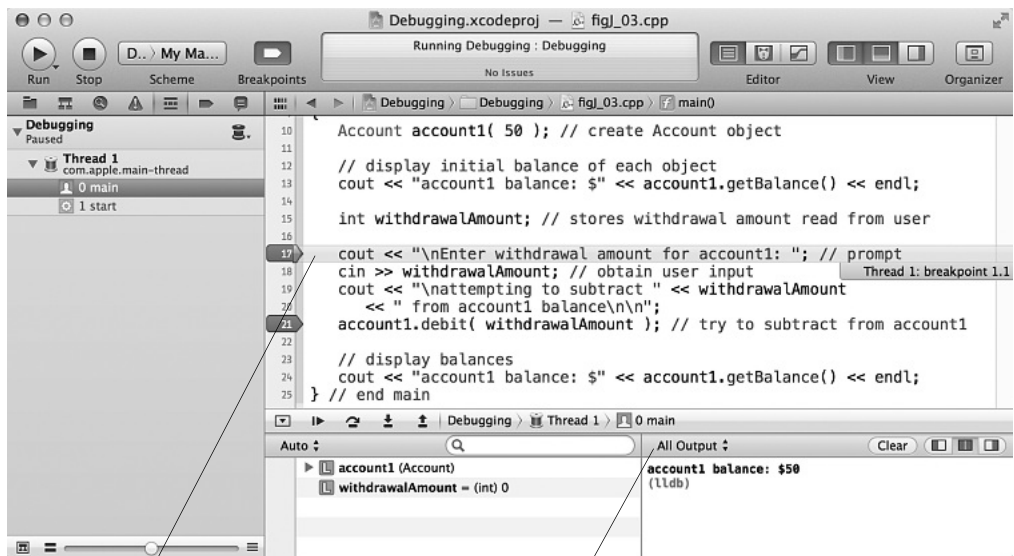 Debugging.xcodeproj — figJ_03.cpp
Run
Stop
D.. › My Ma...
Scheme
Breakpoints
Running Debugging : Debugging
No Issues
Editor
View
Organizer
Debugging › Debugging › figJ_03.cpp › main()
Debugging
Paused
Thread 1
com.apple.main-thread
0 main
1 start
{
10 Account account1( 50 ); // create Account object
11
12 // display initial balance of each object
13 cout << "account1 balance: $" << account1.getBalance() << endl;
14
15 int withdrawalAmount; // stores withdrawal amount read from user
16
17 cout << "\nEnter withdrawal amount for account1: "; // prompt
Thread 1: breakpoint 1.1
18 cin >> withdrawalAmount; // obtain user input
19 cout << "\nattempting to subtract " << withdrawalAmount
20 << " from account1 balance\n\n";
21 account1.debit( withdrawalAmount ); // try to subtract from account1
22
23 // display balances
24 cout << "account1 balance: $" << account1.getBalance() << endl;
25 } // end main
Debugging › Thread 1 › 0 main
Auto
All Output
Clear
L account1 (Account)
L withdrawalAmount = (int) 0
account1 balance: $50
(lldb)